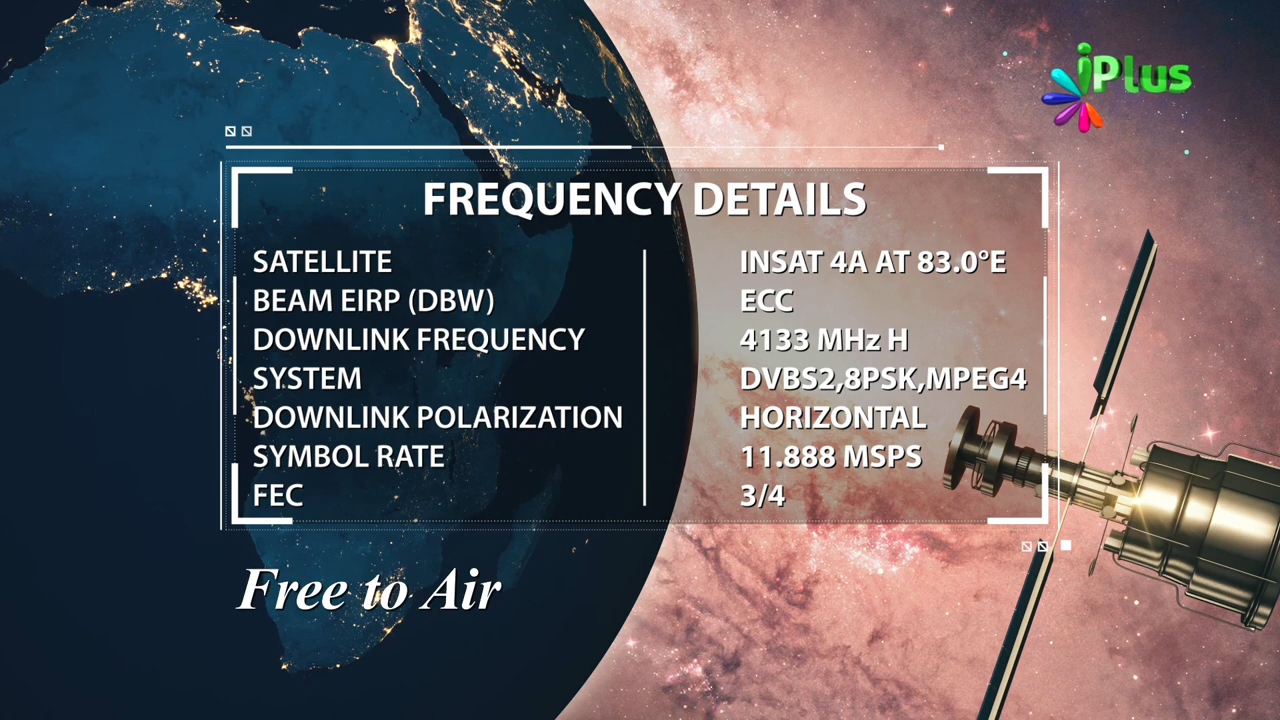 iPlus
FREQUENCY DETAILS
SATELLITE INSAT 4A AT 83.0°E
BEAM EIRP (DBW) ECC
DOWNLINK FREQUENCY 4133 MHz H
SYSTEM DVBS2,8PSK,MPEG4
DOWNLINK POLARIZATION HORIZONTAL
SYMBOL RATE 11.888 MSPS
FEC 3/4
Free to Air